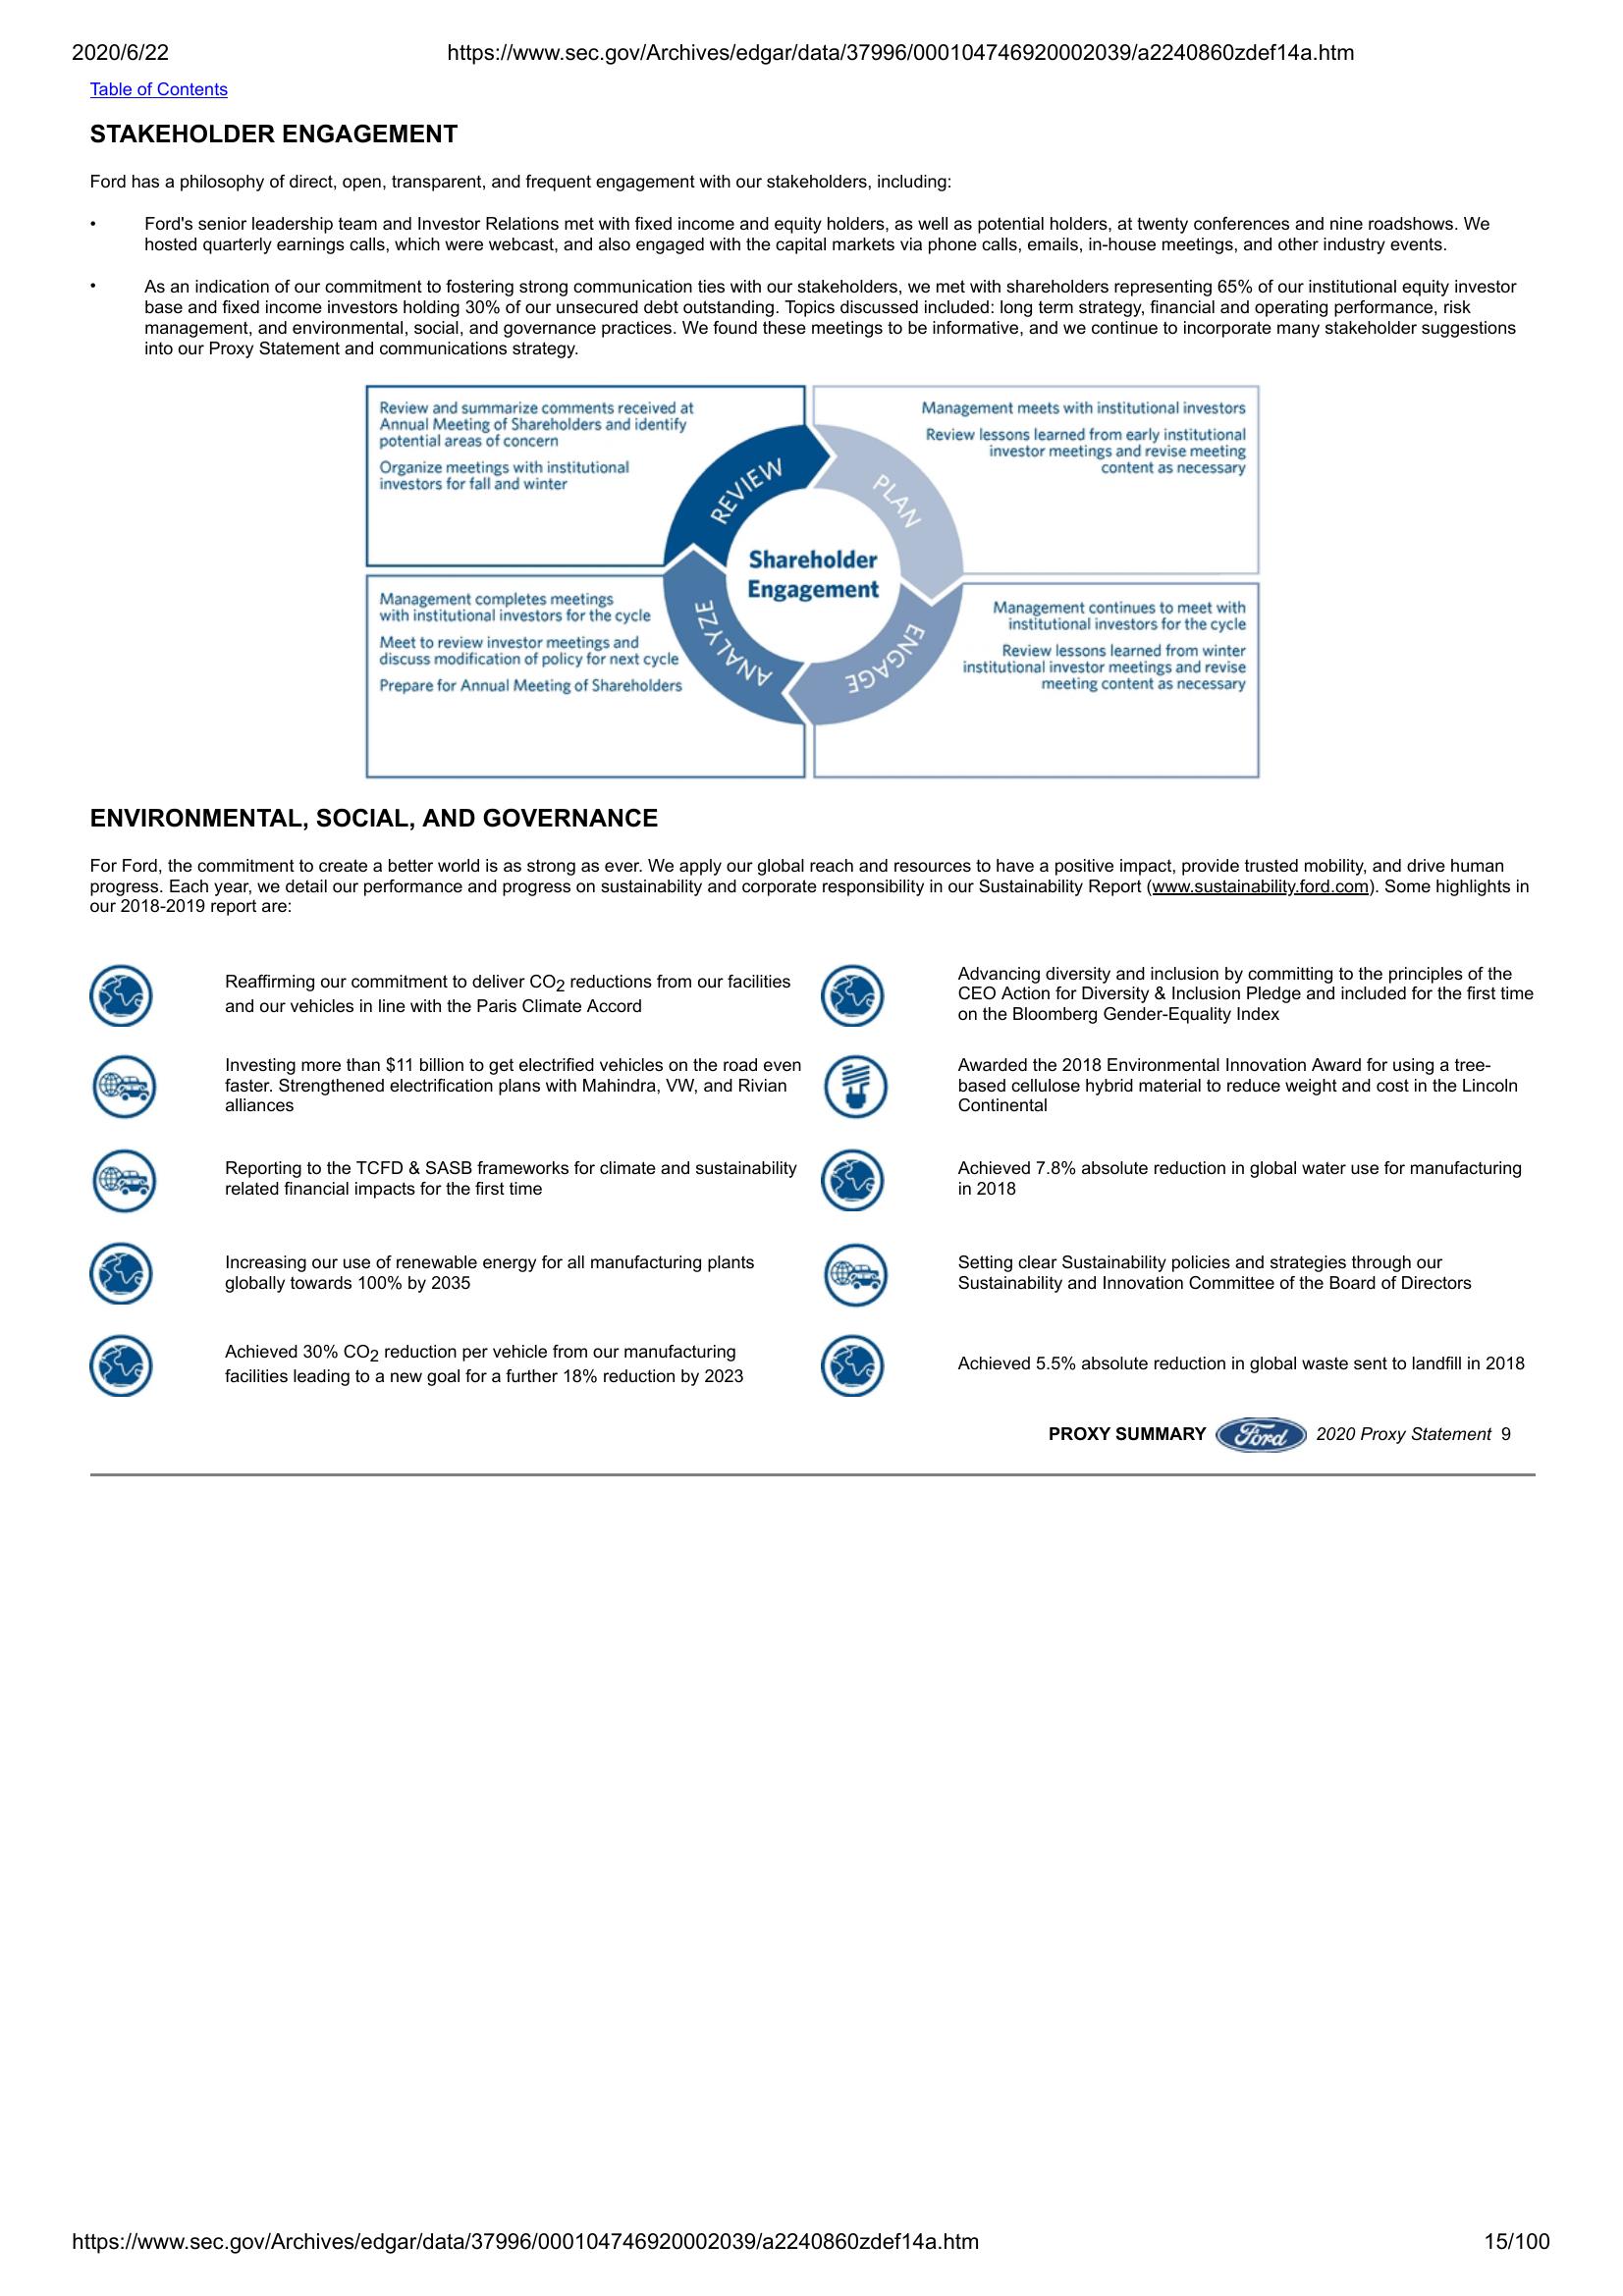 2020/6/22
https://www.sec.gov/Archives/edgar/data/37996/000104746920002039/a2240860zdef14a.htm
Table of Contents
STAKEHOLDER ENGAGEMENT
Ford has a philosophy of direct, open, transparent, and frequent engagement with our stakeholders, including:
• Ford's senior leadership team and Investor Relations met with fixed income and equity holders, as well as potential holders, at twenty conferences and nine roadshows. We
hosted quarterly earnings calls, which were webcast, and also engaged with the capital markets via phone calls, emails, in-house meetings, and other industry events.
• As an indication of our commitment to fostering strong communication ties with our stakeholders, we met with shareholders representing 65% of our institutional equity investor
base and fixed income investors holding 30% of our unsecured debt outstanding. Topics discussed included: long term strategy, financial and operating performance, risk
management, and environmental, social, and governance practices. We found these meetings to be informative, and we continue to incorporate many stakeholder suggestions
into our Proxy Statement and communications strategy.
Review and summarize comments received at
Annual Meeting of Shareholders and identify
potential areas of concern
Organize meetings with institutional
investors for fall and winter
REVIEW
Management meets with institutional investors
Review lessons learned from early institutional
investor meetings and revise meeting
content as necessary
PLAN
Shareholder
Engagement
Management completes meetings
with institutional investors for the cycle
Meet to review investor meetings and
discuss modification of policy for next cycle
Prepare for Annual Meeting of Shareholders
ANALYZE
Management continues to meet with
institutional investors for the cycle
Review lessons learned from winter
institutional investor meetings and revise
meeting content as necessary
ENGAGE
ENVIRONMENTAL, SOCIAL, AND GOVERNANCE
For Ford, the commitment to create a better world is as strong as ever. We apply our global reach and resources to have a positive impact, provide trusted mobility, and drive human
progress. Each year, we detail our performance and progress on sustainability and corporate responsibility in our Sustainability Report (www.sustainability.ford.com). Some highlights in
our 2018-2019 report are:
Reaffirming our commitment to deliver CO2 reductions from our facilities
and our vehicles in line with the Paris Climate Accord
Advancing diversity and inclusion by committing to the principles of the
CEO Action for Diversity & Inclusion Pledge and included for the first time
on the Bloomberg Gender-Equality Index
Investing more than $11 billion to get electrified vehicles on the road even
faster. Strengthened electrification plans with Mahindra, VW, and Rivian
alliances
Awarded the 2018 Environmental Innovation Award for using a tree-
based cellulose hybrid material to reduce weight and cost in the Lincoln
Continental
Reporting to the TCFD & SASB frameworks for climate and sustainability
related financial impacts for the first time
Achieved 7.8% absolute reduction in global water use for manufacturing
in 2018
Increasing our use of renewable energy for all manufacturing plants
globally towards 100% by 2035
Setting clear Sustainability policies and strategies through our
Sustainability and Innovation Committee of the Board of Directors
Achieved 30% CO2 reduction per vehicle from our manufacturing
facilities leading to a new goal for a further 18% reduction by 2023
Achieved 5.5% absolute reduction in global waste sent to landfill in 2018
PROXY SUMMARY Ford 2020 Proxy Statement 9
https://www.sec.gov/Archives/edgar/data/37996/000104746920002039/a2240860zdef14a.htm
15/100